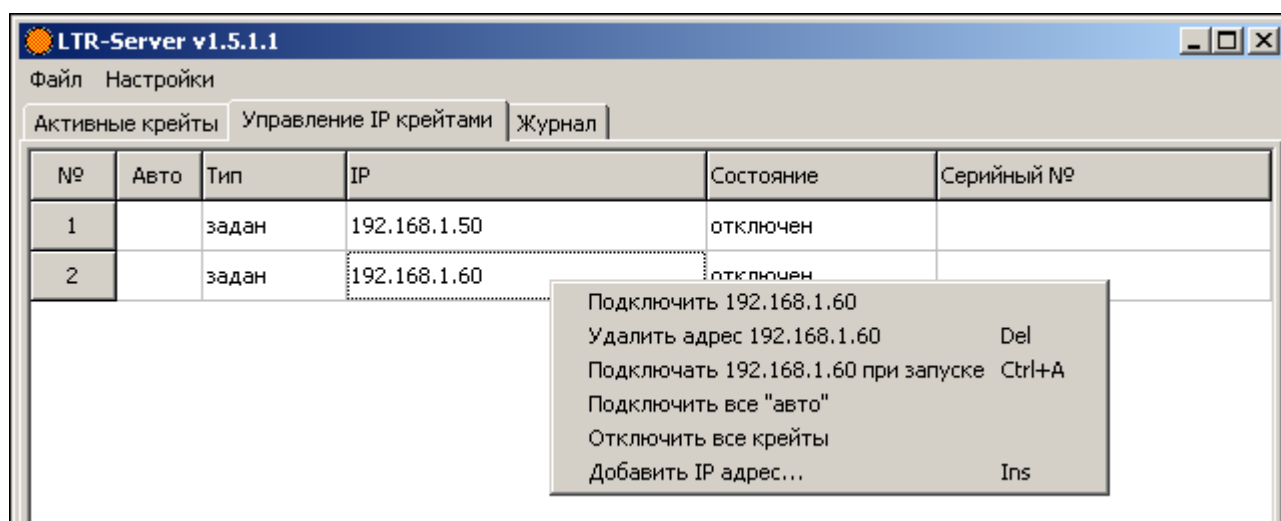 LTR-Server v1.5.1.1
Файл Настройки
Активные крейты Управление IP крейтами Журнал
№ Авто Тип IP Состояние Серийный №
1 задан 192.168.1.50 отключен
2 задан 192.168.1.60 отключен
Подключить 192.168.1.60
Удалить адрес 192.168.1.60 Del
Подключать 192.168.1.60 при запуске Ctrl+A
Подключить все "авто"
Отключить все крейты
Добавить IP адрес... Ins